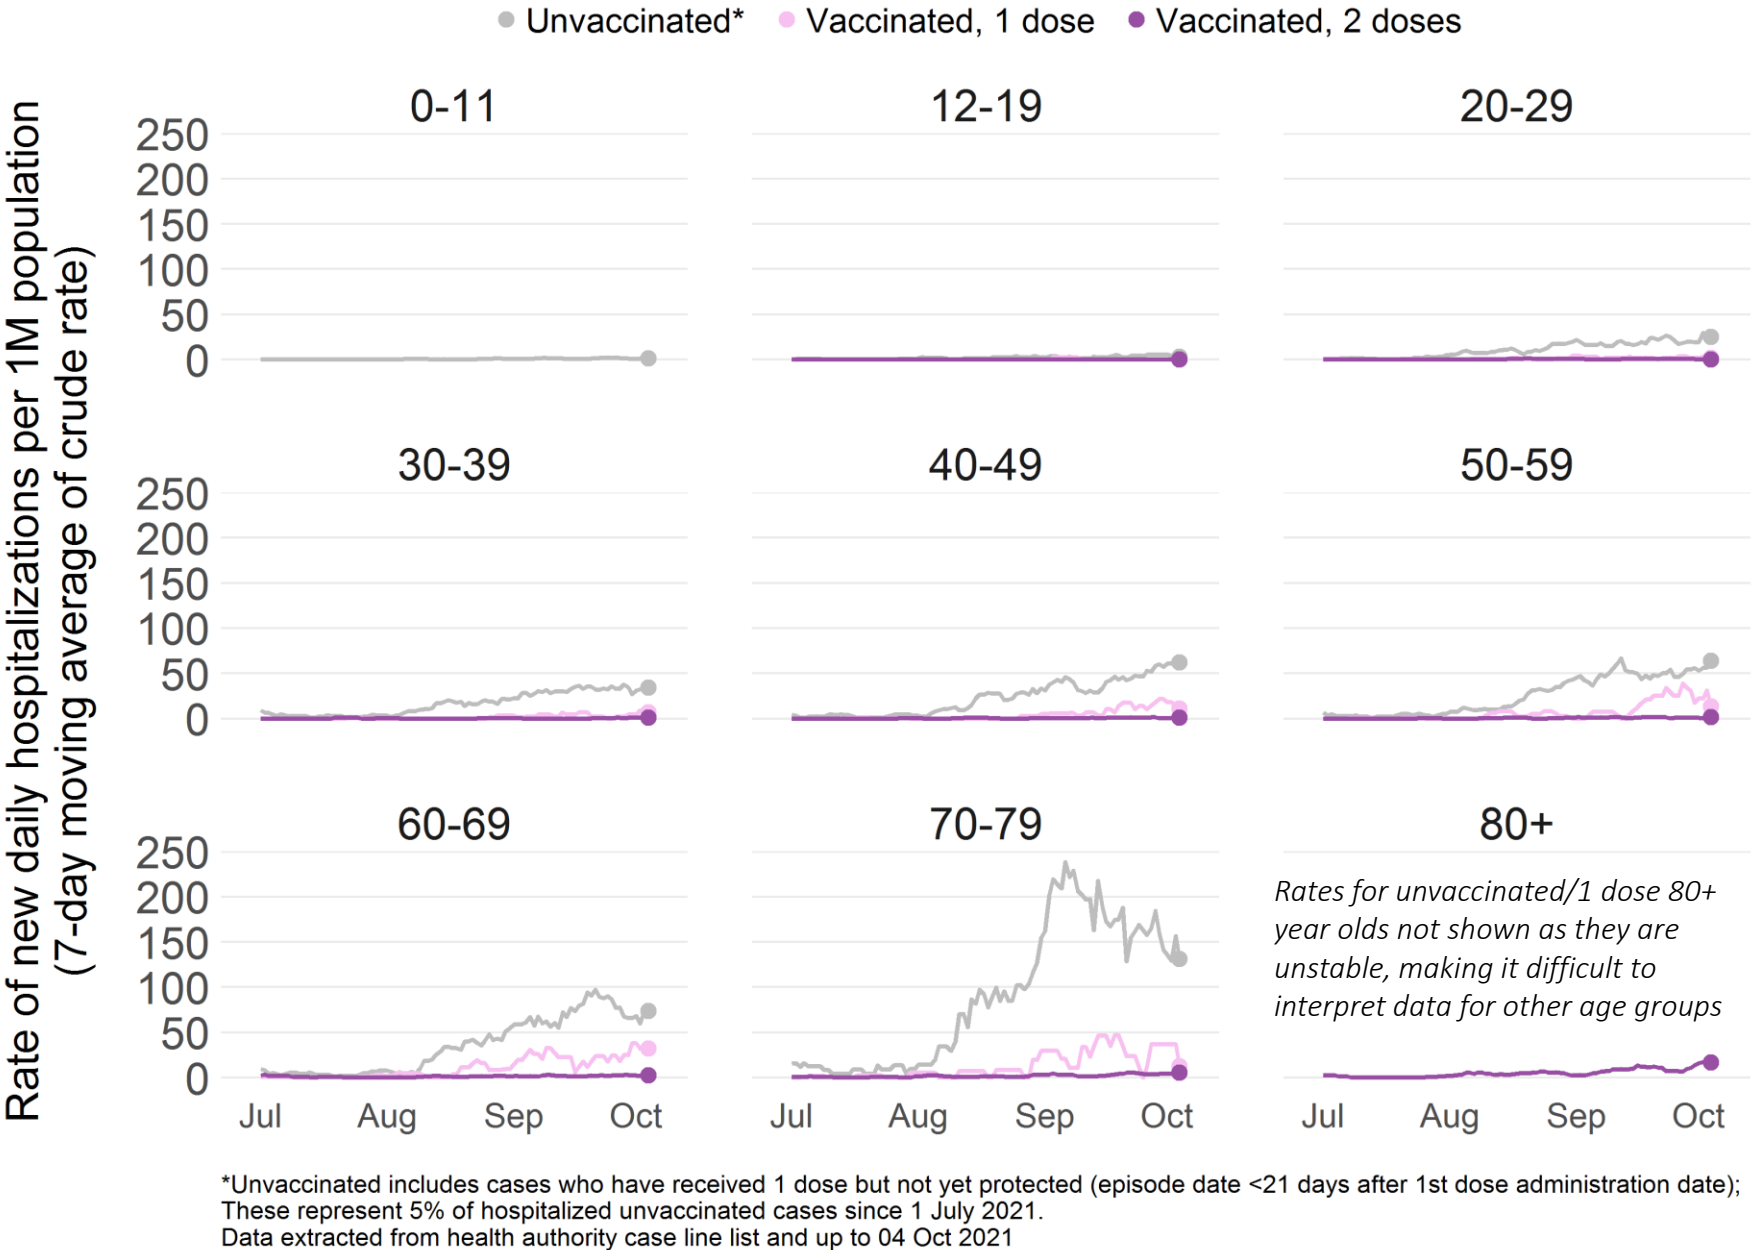 Unvaccinated* Vaccinated, 1 dose Vaccinated, 2 doses
Rate of new daily hospitalizations per 1M population
(7-day moving average of crude rate)
0-11 12-19 20-29
250
200
150
100
50
0
30-39 40-49 50-59
250
200
150
100
50
0
60-69 70-79 80+
250
200
150
100
50
0
Rates for unvaccinated/1 dose 80+
year olds not shown as they are
unstable, making it difficult to
interpret data for other age groups
Jul Aug Sep Oct Jul Aug Sep Oct Jul Aug Sep Oct
*Unvaccinated includes cases who have received 1 dose but not yet protected (episode date <21 days after 1st dose administration date);
These represent 5% of hospitalized unvaccinated cases since 1 July 2021.
Data extracted from health authority case line list and up to 04 Oct 2021